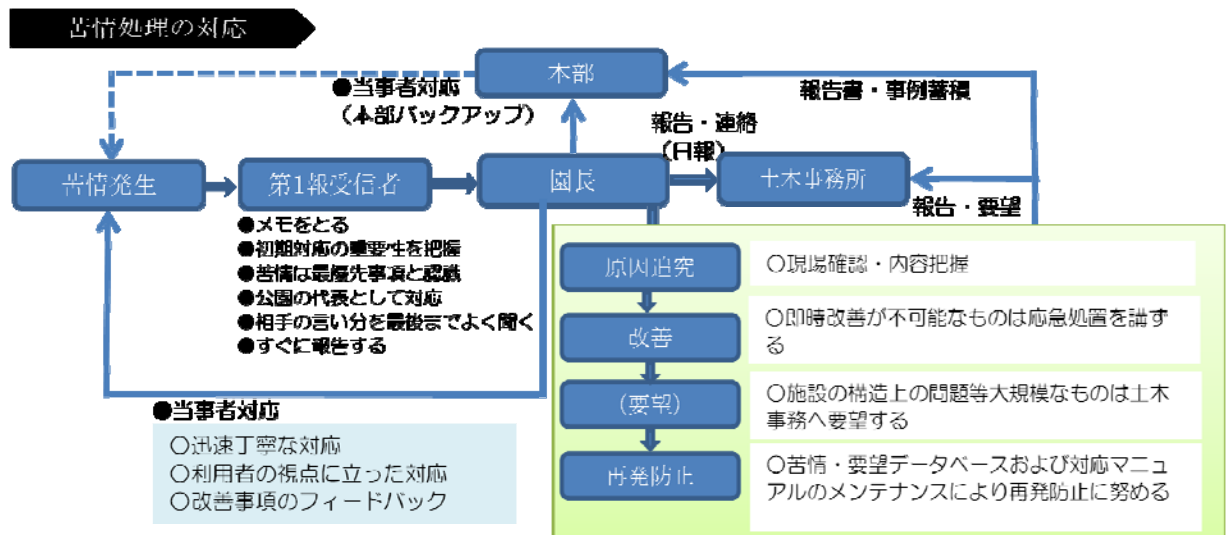 苦情処理の対応
本部
●当事者対応
（本部バックアップ）
報告書・事例蓄積
報告・連絡
（日報）
苦情発生
第1報受信者
園長
土木事務所
報告・要望
●メモをとる
●初期対応の重要性を把握
●苦情は最優先事項と認識
●公園の代表として対応
●相手の言い分を最後までよく聞く
●すぐに報告する
●当事者対応
○迅速丁寧な対応
○利用者の視点に立った対応
○改善事項のフィードバック
原因追究
○現場確認・内容把握
改善
○即時改善が不可能なものは応急処置を講ず
る
(要望)
○施設の構造上の問題等大規模なものは土木
事務へ要望する
再発防止
○苦情・要望データベースおよび対応マニュ
アルのメンテナンスにより再発防止に努める